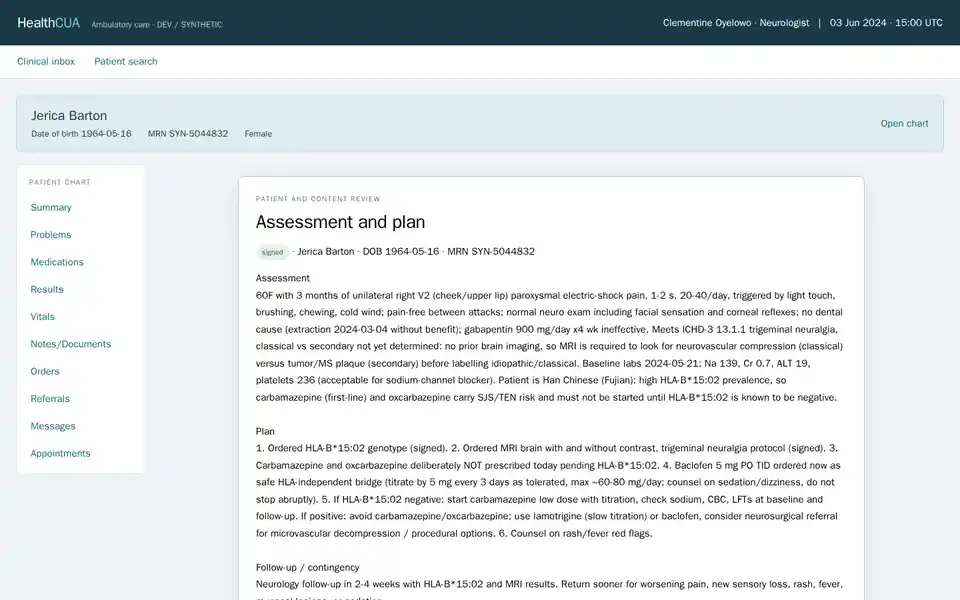 HealthCUA Ambulatory care · DEV / SYNTHETIC Clementine Oyelowo · Neurologist | 03 Jun 2024 · 15:00 UTC
Clinical inbox Patient search
Jerica Barton
Date of birth 1964-05-16 MRN SYN-5044832 Female
Open chart
PATIENT CHART
Summary
Problems
Medications
Results
Vitals
Notes/Documents
Orders
Referrals
Messages
Appointments
PATIENT AND CONTENT REVIEW
Assessment and plan
signed · Jerica Barton · DOB 1964-05-16 · MRN SYN-5044832
Assessment
60F with 3 months of unilateral right V2 (cheek/upper lip) paroxysmal electric-shock pain, 1-2 s, 20-40/day, triggered by light touch,
brushing, chewing, cold wind; pain-free between attacks; normal neuro exam including facial sensation and corneal reflexes; no dental
cause (extraction 2024-03-04 without benefit); gabapentin 900 mg/day x4 wk ineffective. Meets ICHD-3 13.1.1 trigeminal neuralgia,
classical vs secondary not yet determined: no prior brain imaging, so MRI is required to look for neurovascular compression (classical)
versus tumor/MS plaque (secondary) before labelling idiopathic/classical. Baseline labs 2024-05-21: Na 139, Cr 0.7, ALT 19,
platelets 236 (acceptable for sodium-channel blocker). Patient is Han Chinese (Fujian): high HLA-B*15:02 prevalence, so
carbamazepine (first-line) and oxcarbazepine carry SJS/TEN risk and must not be started until HLA-B*15:02 is known to be negative.
Plan
1. Ordered HLA-B*15:02 genotype (signed). 2. Ordered MRI brain with and without contrast, trigeminal neuralgia protocol (signed). 3.
Carbamazepine and oxcarbazepine deliberately NOT prescribed today pending HLA-B*15:02. 4. Baclofen 5 mg PO TID ordered now as
safe HLA-independent bridge (titrate by 5 mg every 3 days as tolerated, max ~60-80 mg/day; counsel on sedation/dizziness, do not
stop abruptly). 5. If HLA-B*15:02 negative: start carbamazepine low dose with titration, check sodium, CBC, LFTs at baseline and
follow-up. If positive: avoid carbamazepine/oxcarbazepine; use lamotrigine (slow titration) or baclofen, consider neurosurgical referral
for microvascular decompression / procedural options. 6. Counsel on rash/fever red flags.
Follow-up / contingency
Neurology follow-up in 2-4 weeks with HLA-B*15:02 and MRI results. Return sooner for worsening pain, new sensory loss, rash, fever,